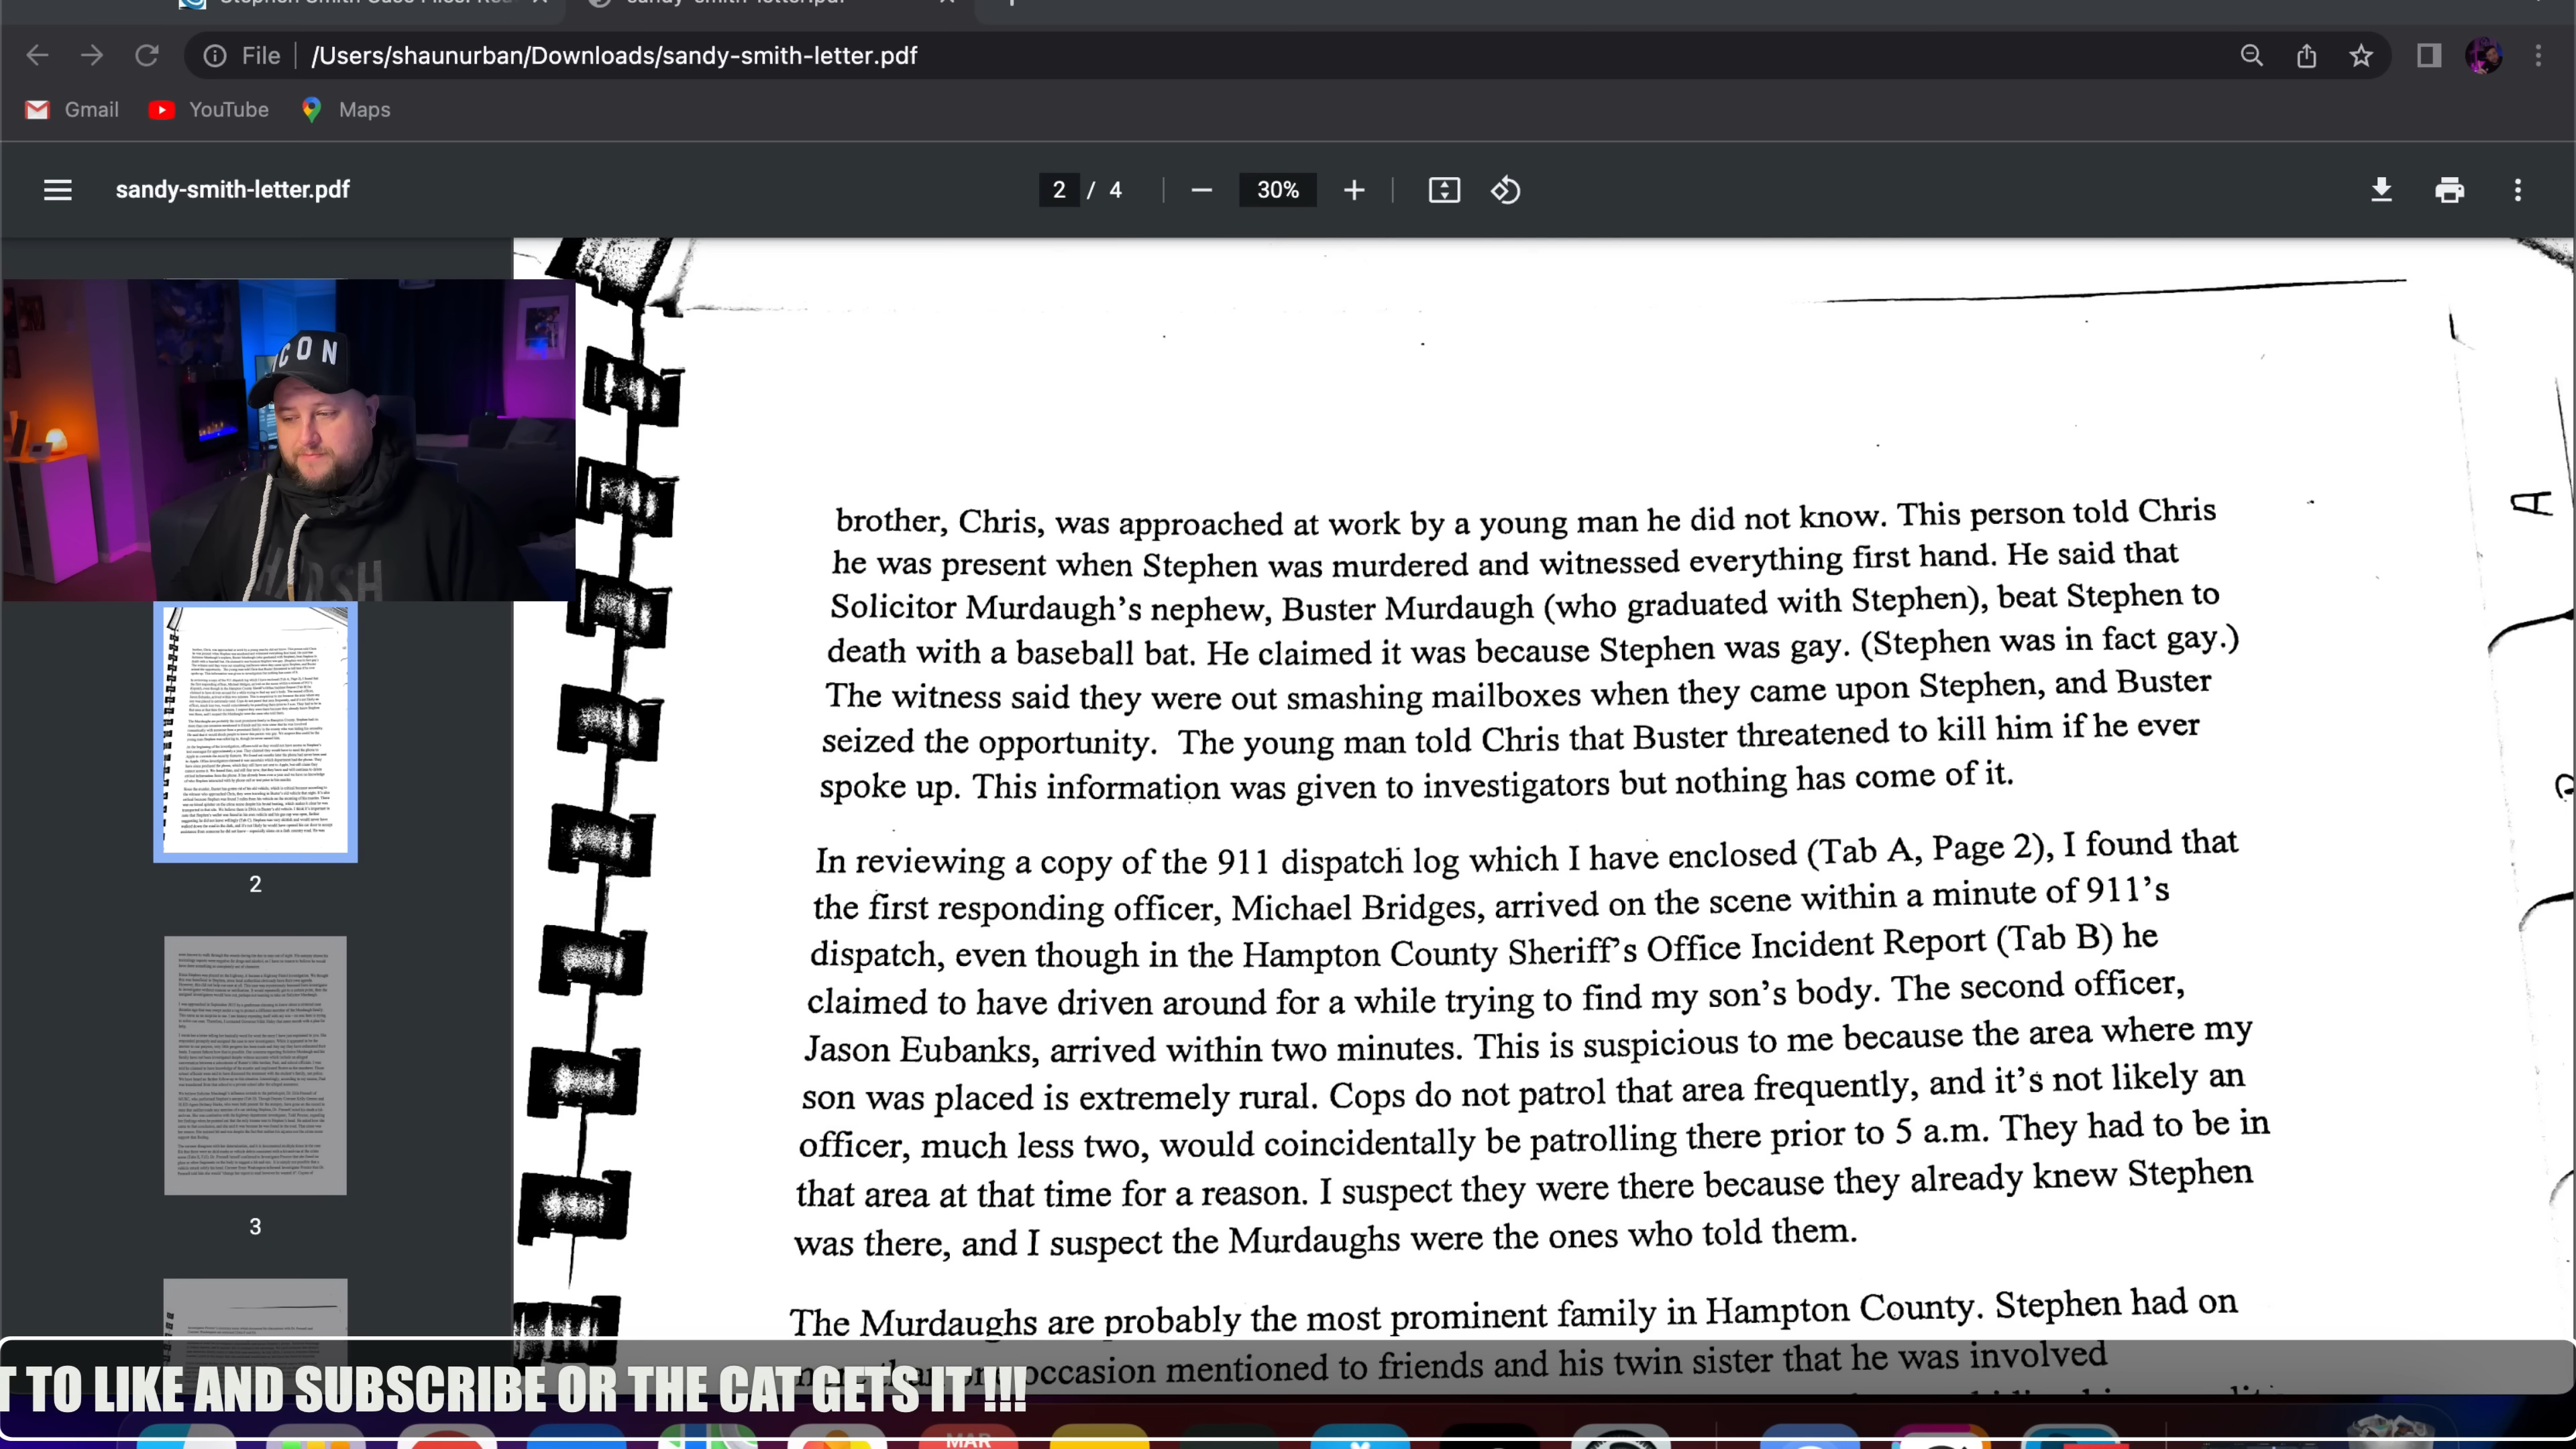 Stephen Smith Case Files: Rea
sandy-smith-letter.pdf
File
/Users/shaunurban/Downloads/sandy-smith-letter.pdf
Gmail
YouTube
Maps
sandy-smith-letter.pdf
2 / 4
30%
CON
HARSH
2
3
A
brother, Chris, was approached at work by a young man he did not know. This person told Chris
he was present when Stephen was murdered and witnessed everything first hand. He said that
Solicitor Murdaugh's nephew, Buster Murdaugh (who graduated with Stephen), beat Stephen to
death with a baseball bat. He claimed it was because Stephen was gay. (Stephen was in fact gay.)
The witness said they were out smashing mailboxes when they came upon Stephen, and Buster
seized the opportunity. The young man told Chris that Buster threatened to kill him if he ever
spoke up. This information was given to investigators but nothing has come of it.
In reviewing a copy of the 911 dispatch log which I have enclosed (Tab A, Page 2), I found that
the first responding officer, Michael Bridges, arrived on the scene within a minute of 911's
dispatch, even though in the Hampton County Sheriff's Office Incident Report (Tab B) he
claimed to have driven around for a while trying to find my son's body. The second officer,
Jason Eubanks, arrived within two minutes. This is suspicious to me because the area where my
son was placed is extremely rural. Cops do not patrol that area frequently, and it's not likely an
officer, much less two, would coincidentally be patrolling there prior to 5 a.m. They had to be in
that area at that time for a reason. I suspect they were there because they already knew Stephen
was there, and I suspect the Murdaughs were the ones who told them.
The Murdaughs are probably the most prominent family in Hampton County. Stephen had on
occasion mentioned to friends and his twin sister that he was involved
T TO LIKE AND SUBSCRIBE OR THE CAT GETS IT !!!
MAR